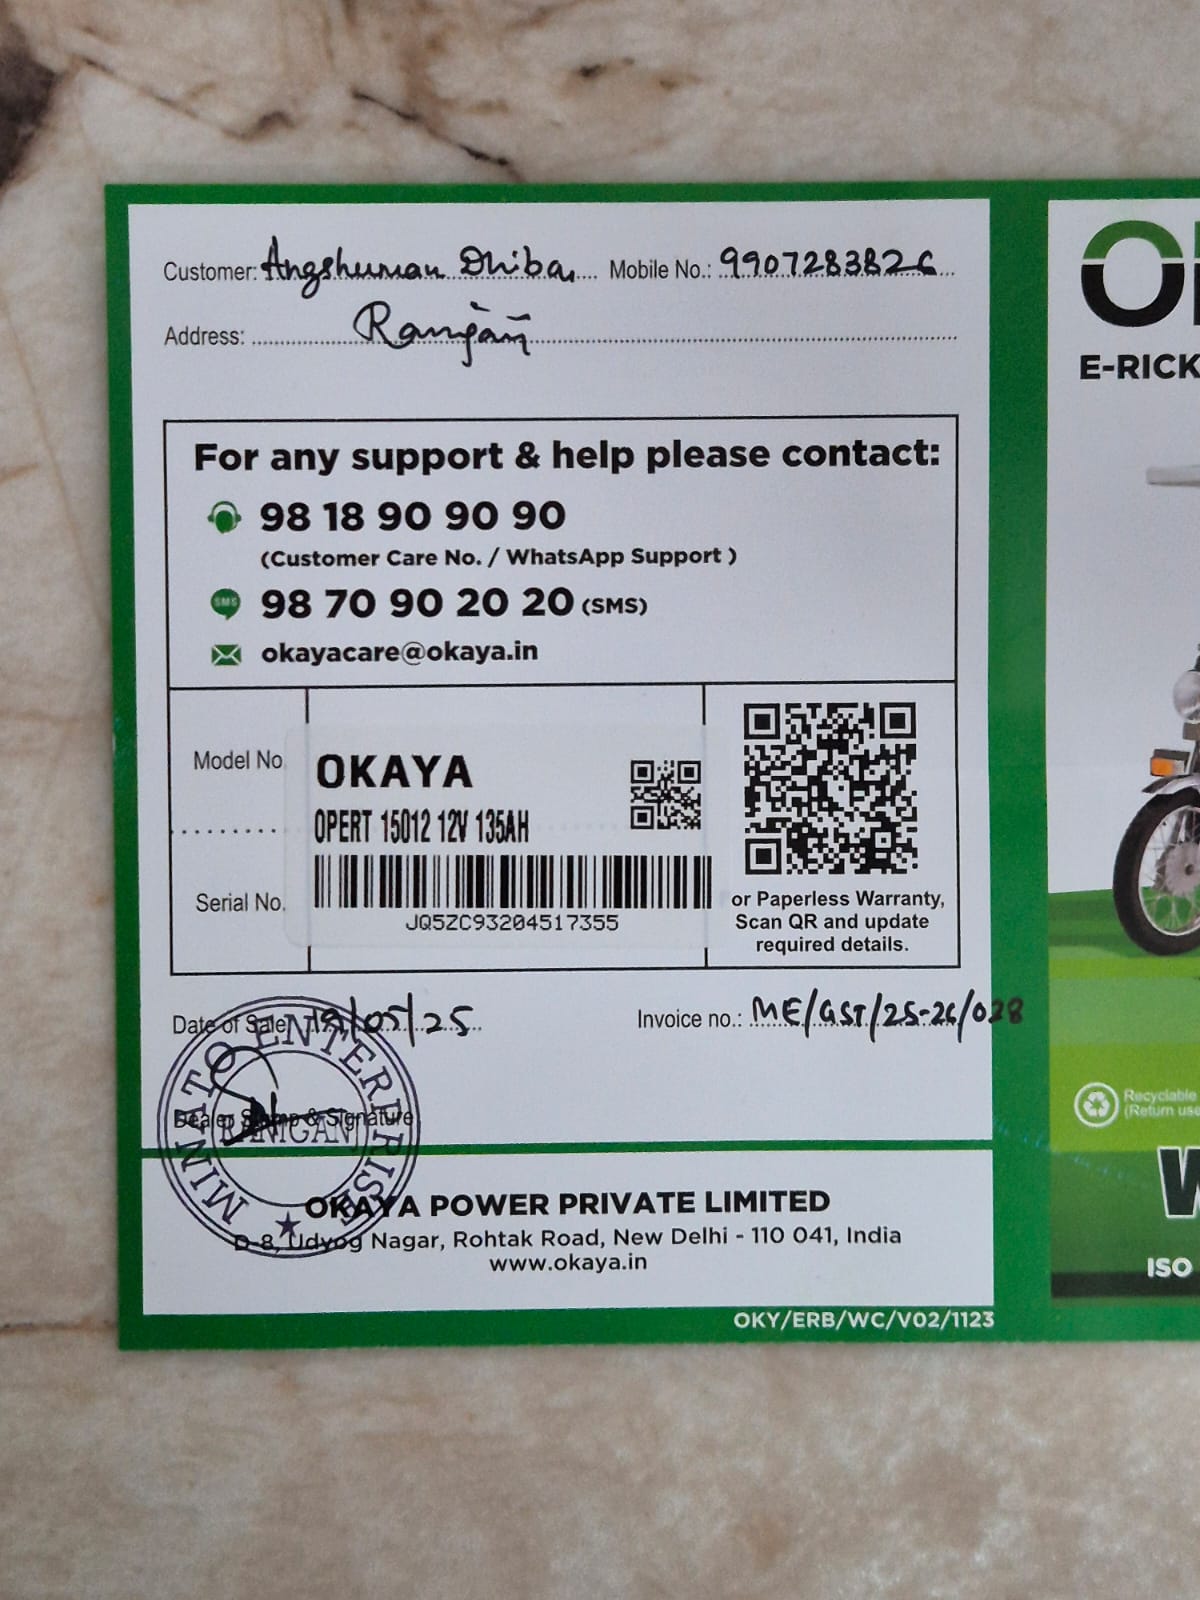 Customer: Angshuman Dhiba Mobile No.: 9907283826
Address: Raniganj
For any support & help please contact:
98 18 90 90 90
(Customer Care No. / WhatsApp Support )
SMS 98 70 90 20 20 (SMS)
okayacare@okaya.in
Model No.
OKAYA
OPERT 15012 12V 135AH
Serial No.
JQ5ZC93204517355
or Paperless Warranty,
Scan QR and update
required details.
Date of Sale: 19/05/25 Invoice no.: ME/GST/25-26/028
Dealer Stamp & Signature
MINATO ENTERPRISE
RANIGANJ
OKAYA POWER PRIVATE LIMITED
D-8, Udyog Nagar, Rohtak Road, New Delhi - 110 041, India
www.okaya.in
OKY/ERB/WC/V02/1123
E-RICK
Recyclable
(Return use
W
ISO